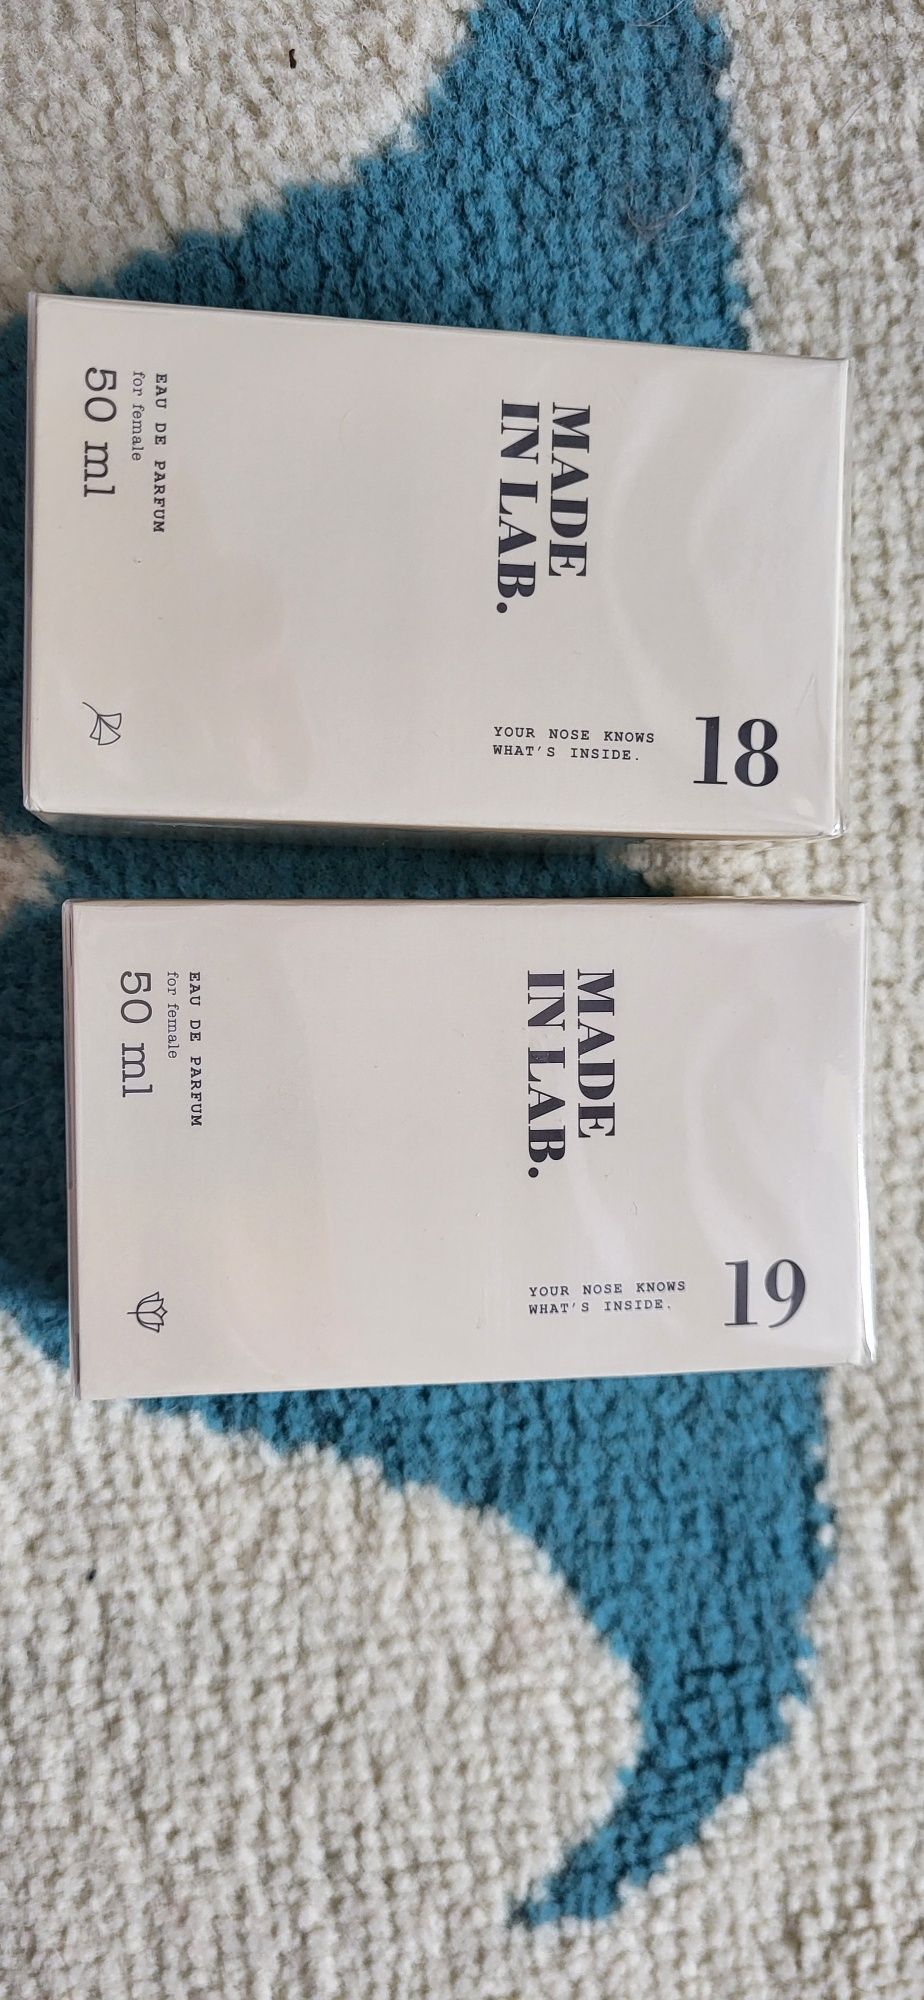 18
YOUR NOSE KNOWS
WHAT'S INSIDE.
MADE
IN LAB.
EAU DE PARFUM
for female
50 ml
19
YOUR NOSE KNOWS
WHAT'S INSIDE.
MADE
IN LAB.
EAU DE PARFUM
for female
50 ml